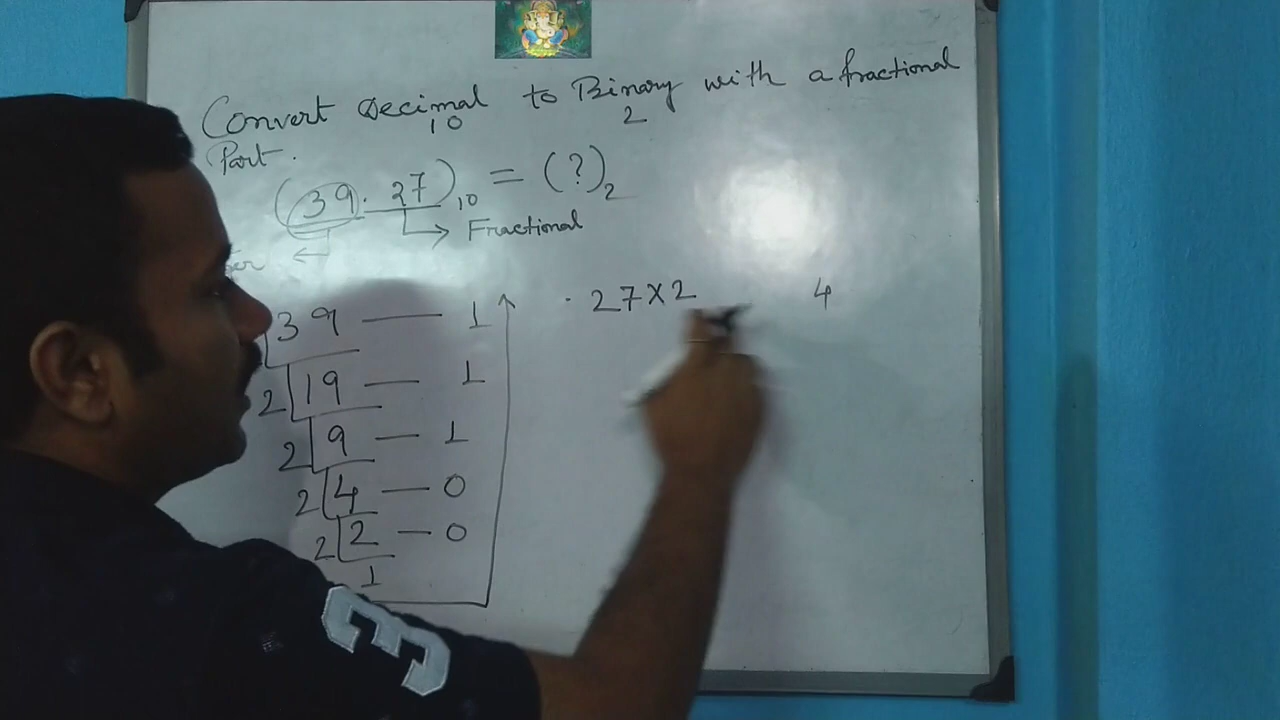 Convert Decimal to Binary with a fractional
10 2
Part.
(39.27)10 = (?)2
Fractional
39 — 1
2 19 — 1
2 9 — 1
2 4 — 0
2 2 — 0
1
.27×2 4